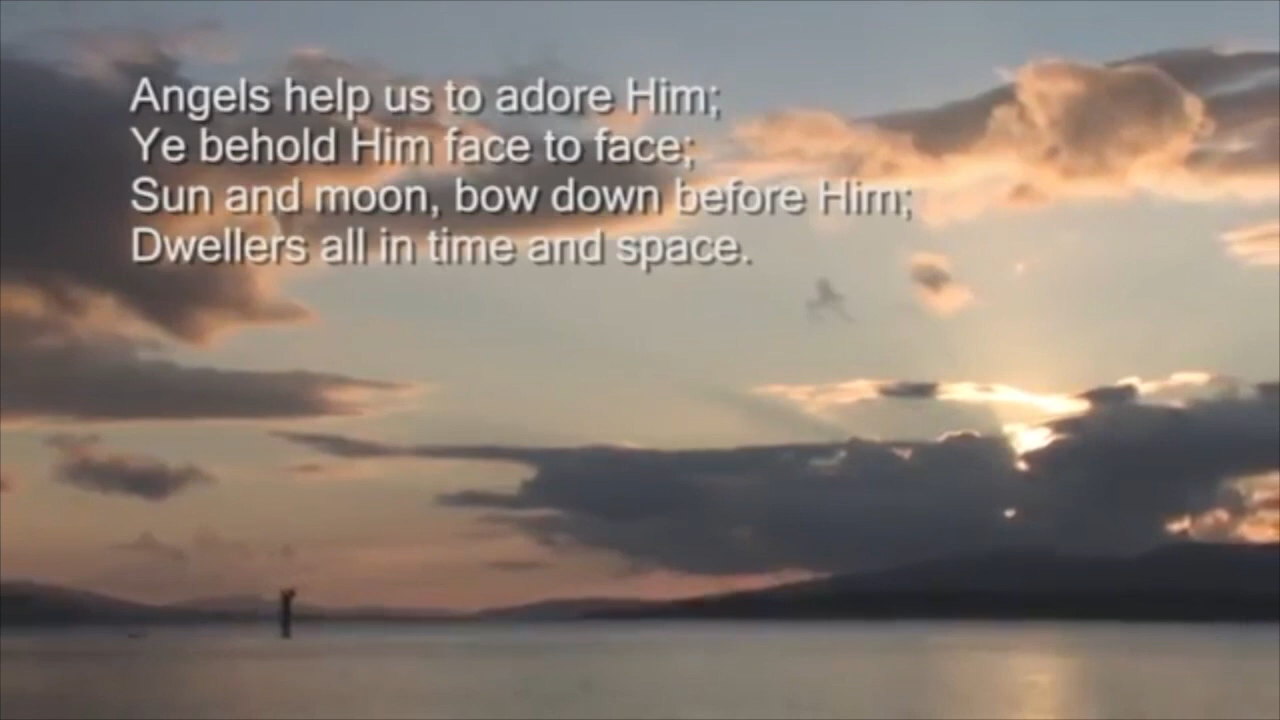 Angels help us to adore Him;
Ye behold Him face to face;
Sun and moon, bow down before Him;
Dwellers all in time and space.